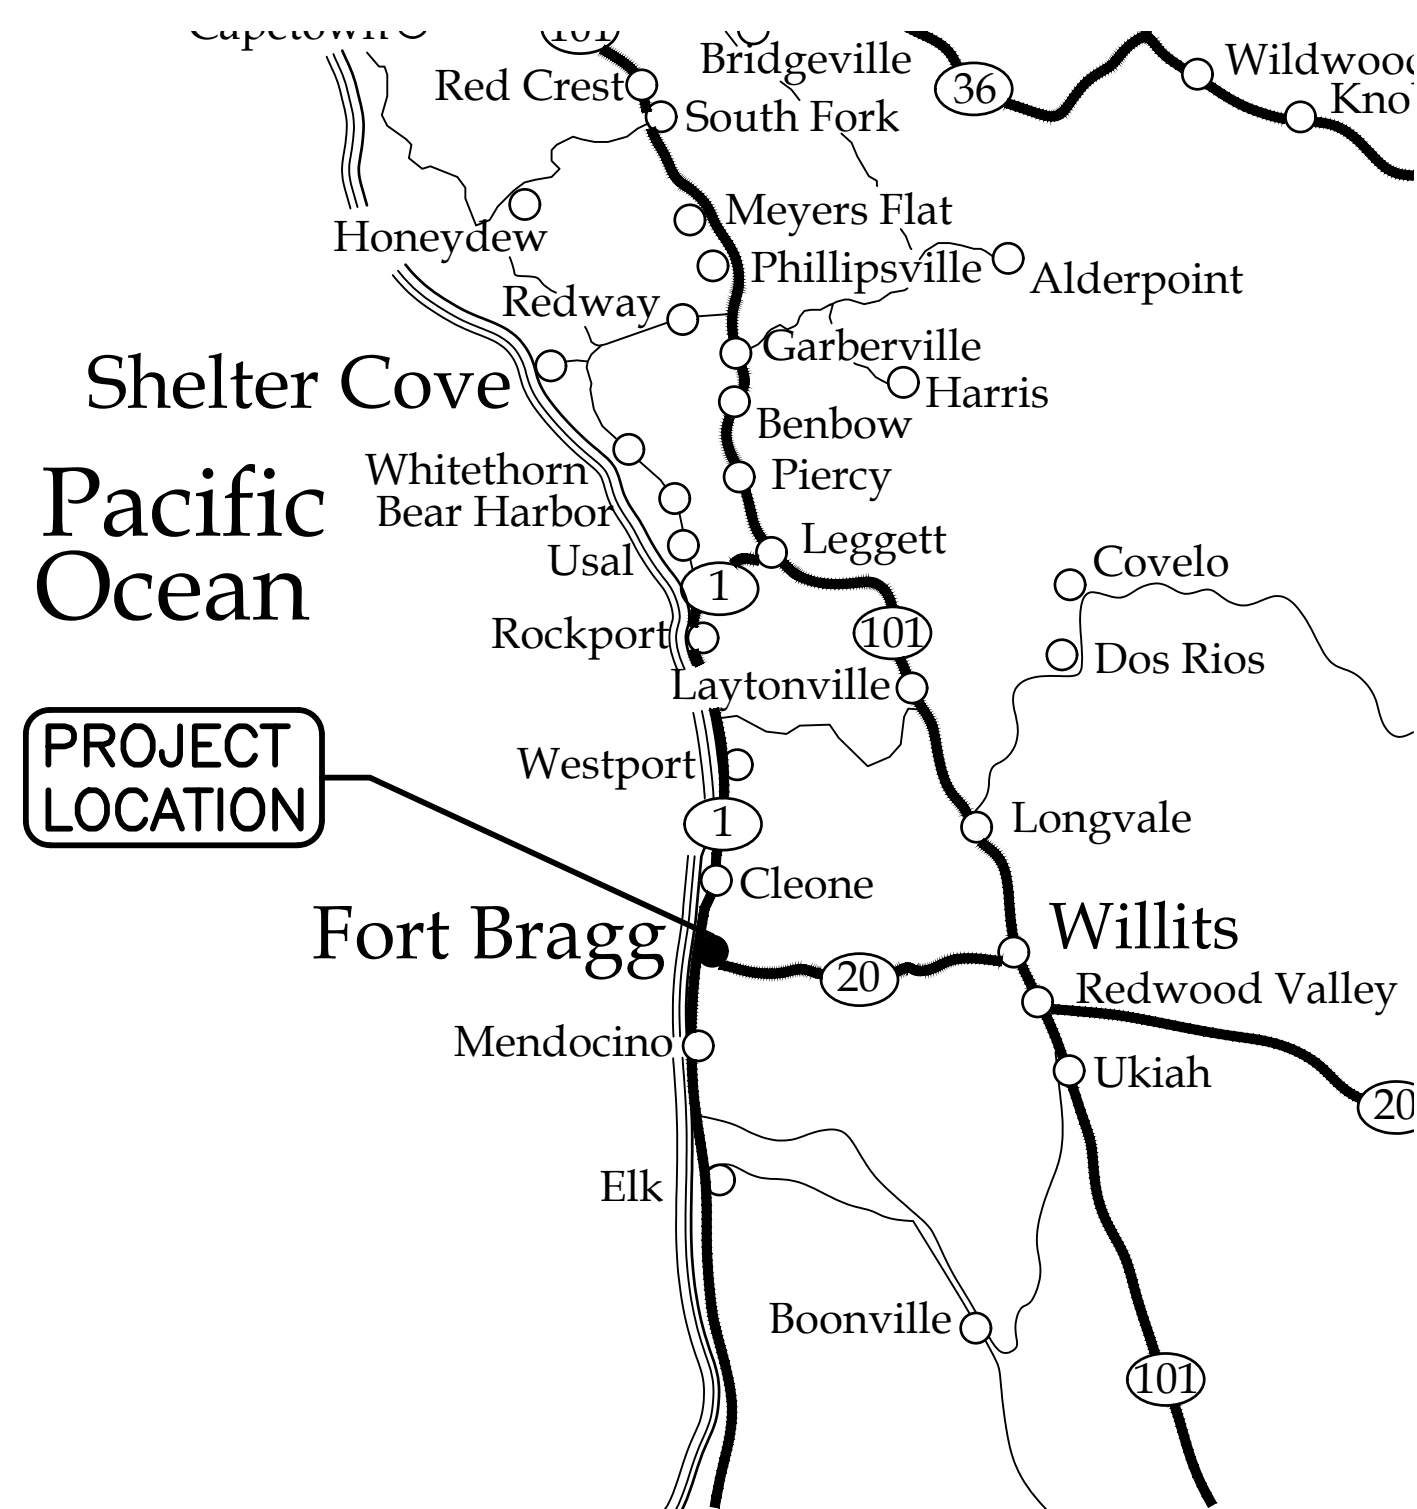 Capetown
101
Bridgeville
Wildwood
Red Crest
36
South Fork
Meyers Flat
Honeydew
Phillipsville
Alderpoint
Redway
Garberville
Shelter Cove
Harris
Benbow
Whitethorn
Piercy
Pacific
Ocean
Bear Harbor
Leggett
Usal
Covelo
1
Rockport
101
Dos Rios
Laytonville
PROJECT
LOCATION
Westport
1
Longvale
Cleone
Fort Bragg
Willits
20
Redwood Valley
Mendocino
Ukiah
20
Elk
Boonville
101